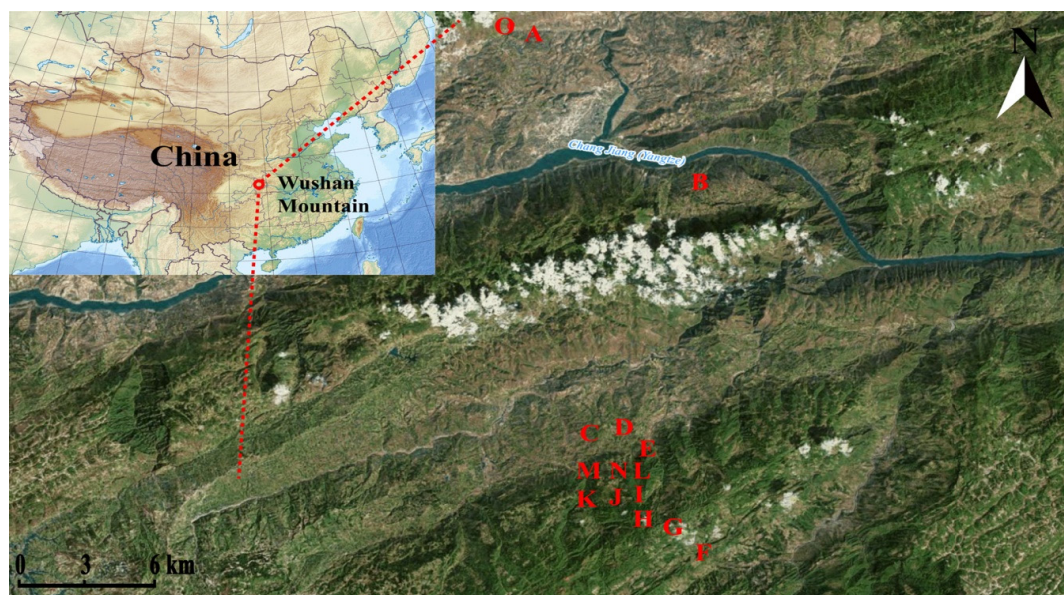 O A
N
China
Chang Jiang (Yangtze)
Wushan
Mountain
B
C D
E
M N L
K J I
H G
F
0 3 6 km